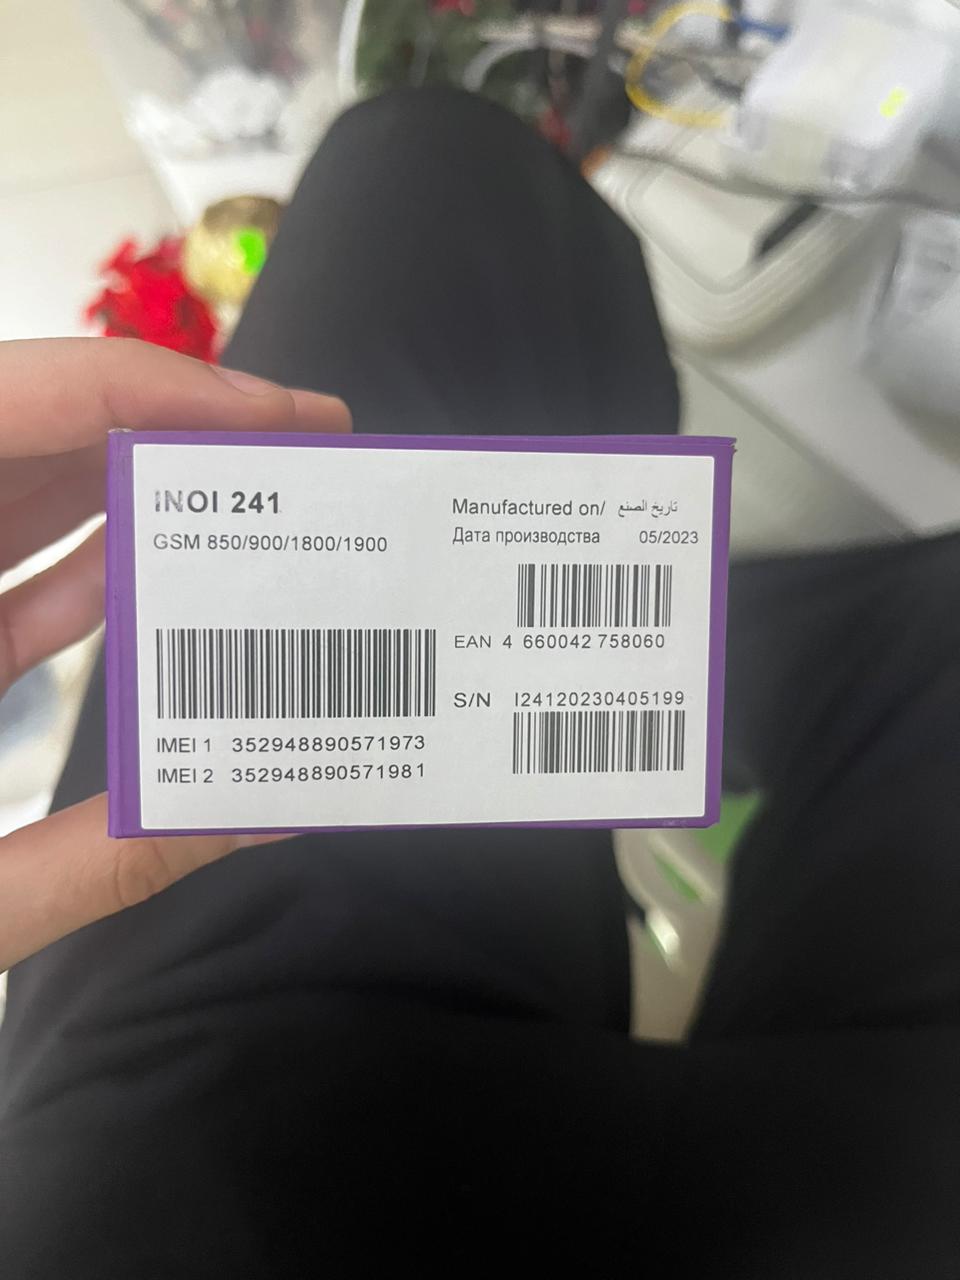 INOI 241
GSM 850/900/1800/1900
Manufactured on/ تاريخ الصنع
Дата производства 05/2023
EAN 4 660042 758060
S/N I24120230405199
IMEI 1 352948890571973
IMEI 2 352948890571981